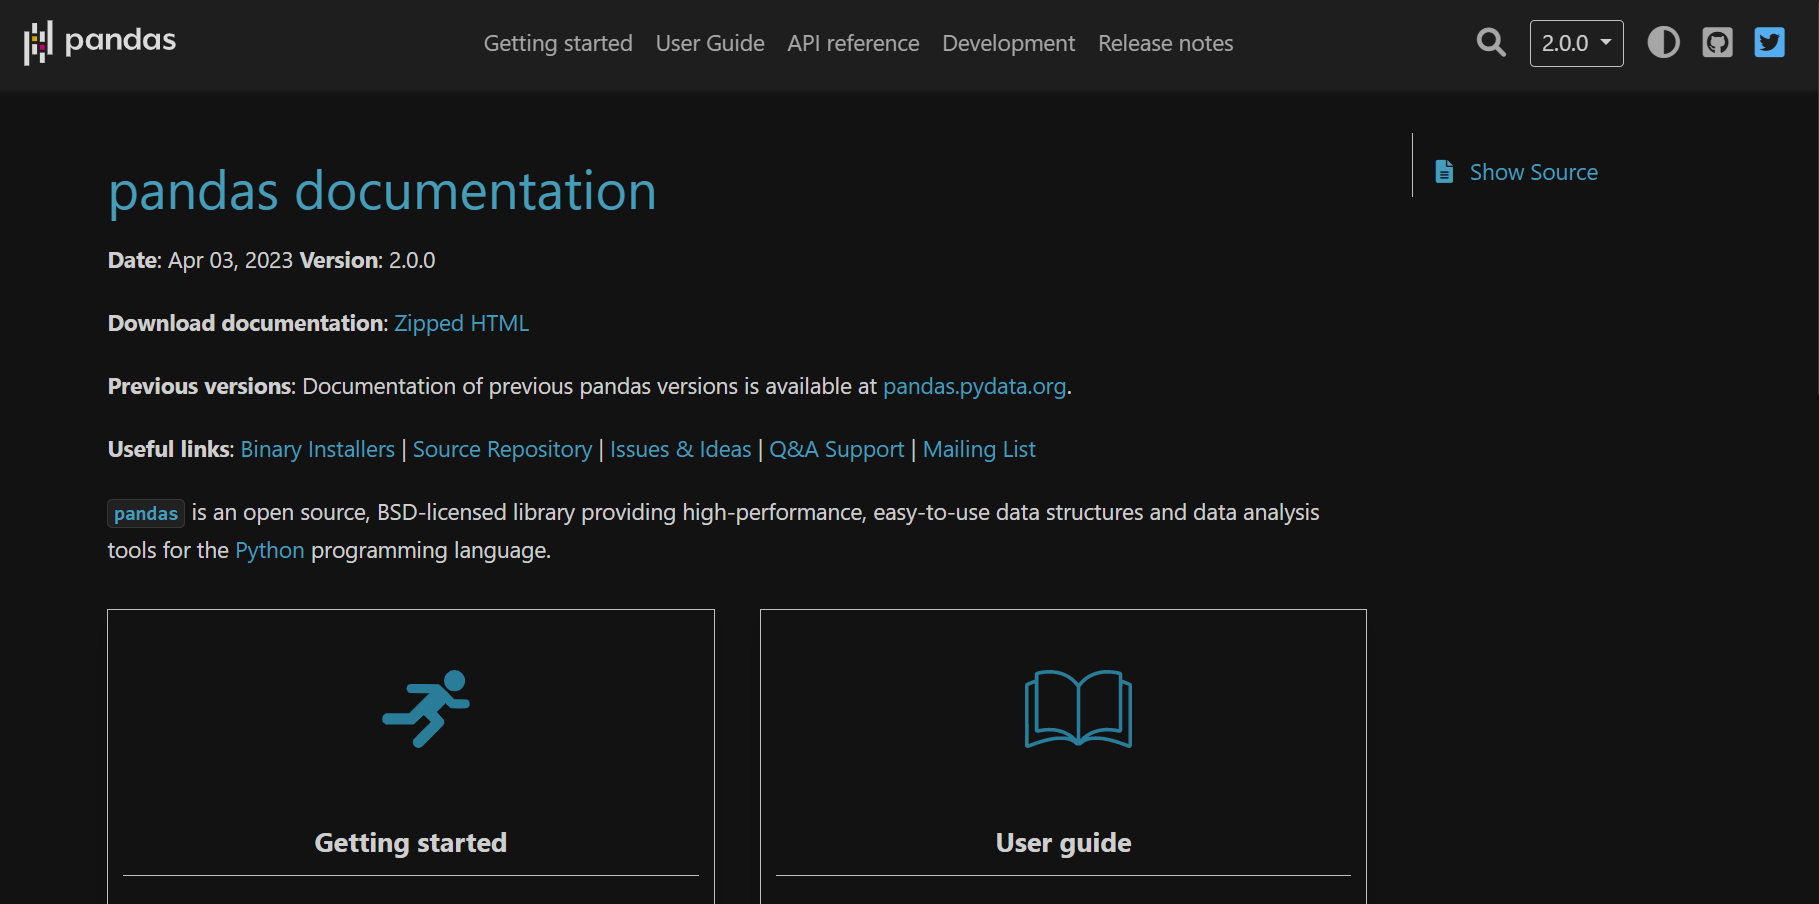 pandas
Getting started User Guide API reference Development Release notes
2.0.0
Show Source
pandas documentation
Date: Apr 03, 2023 Version: 2.0.0
Download documentation: Zipped HTML
Previous versions: Documentation of previous pandas versions is available at pandas.pydata.org.
Useful links: Binary Installers | Source Repository | Issues & Ideas | Q&A Support | Mailing List
pandas is an open source, BSD-licensed library providing high-performance, easy-to-use data structures and data analysis
tools for the Python programming language.
Getting started
User guide